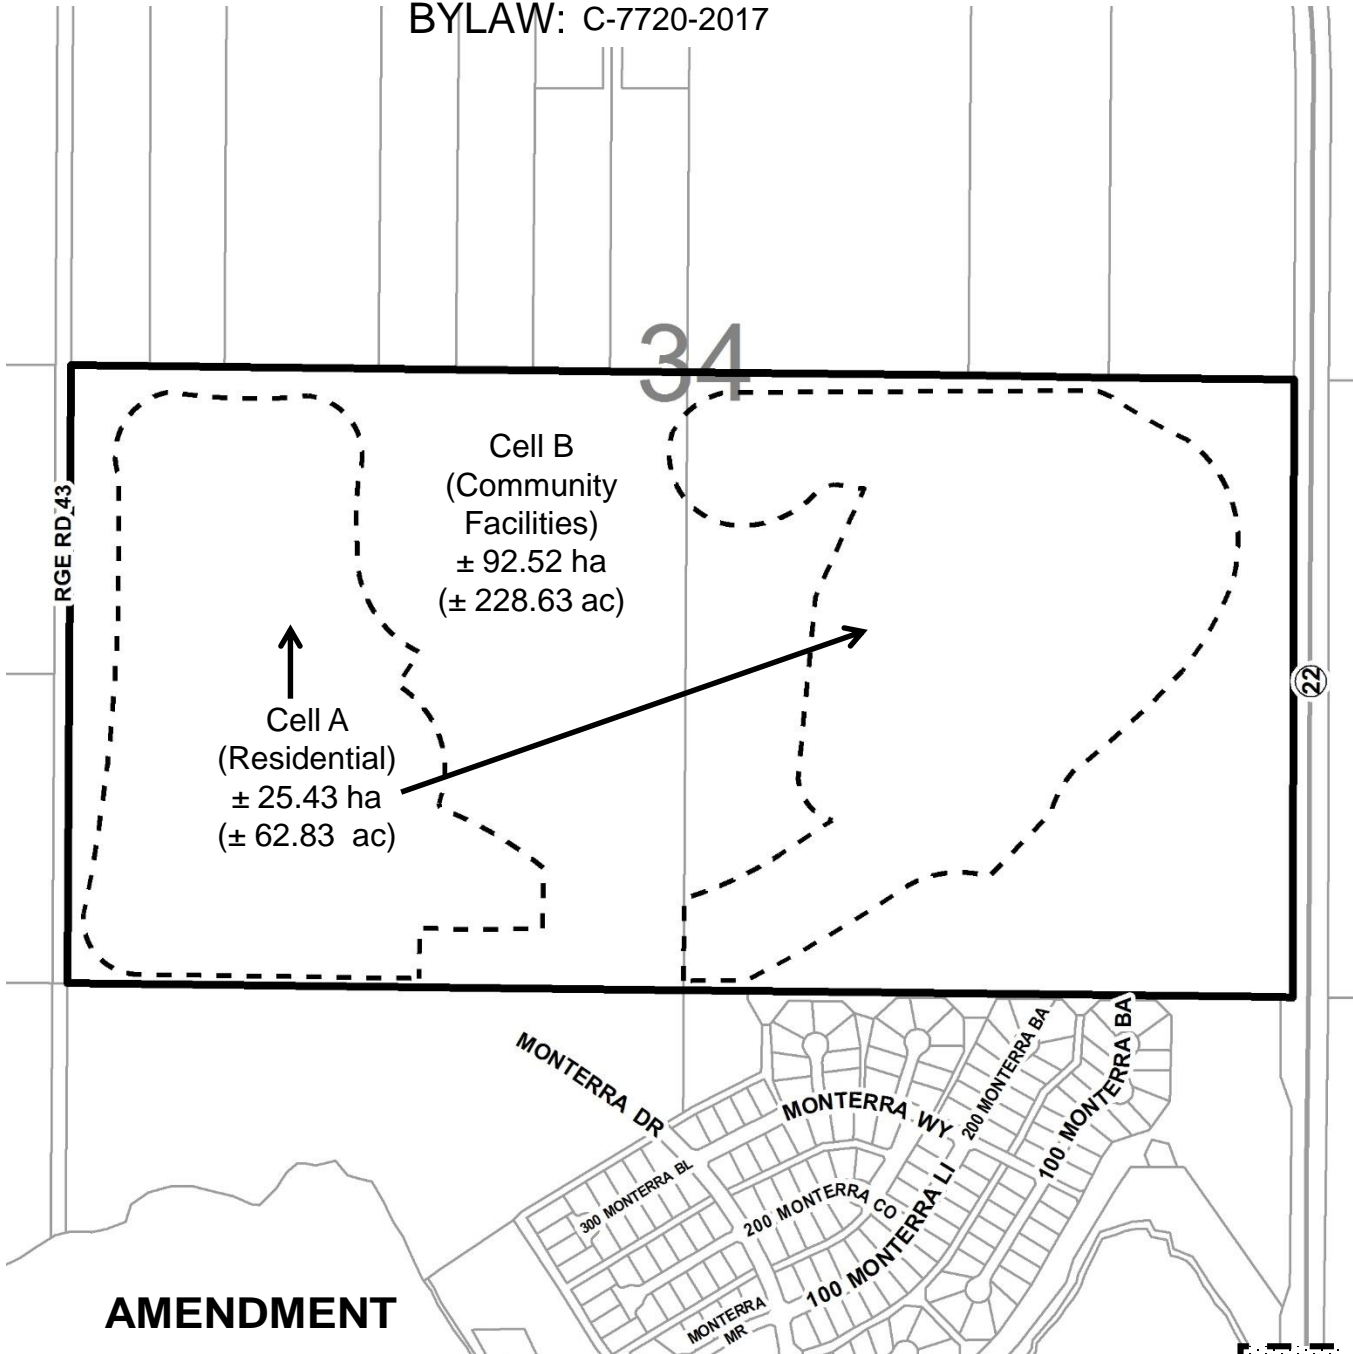 BYLAW: C-7720-2017
34
Cell B
(Community
Facilities)
± 92.52 ha
(± 228.63 ac)
RGE RD 43
22
Cell A
(Residential)
± 25.43 ha
(± 62.83 ac)
MONTERRA DR
MONTERRA WY
200 MONTERRA BA
100 MONTERRA BA
300 MONTERRA BL
200 MONTERRA CO
100 MONTERRA LI
MONTERRA
MR
AMENDMENT